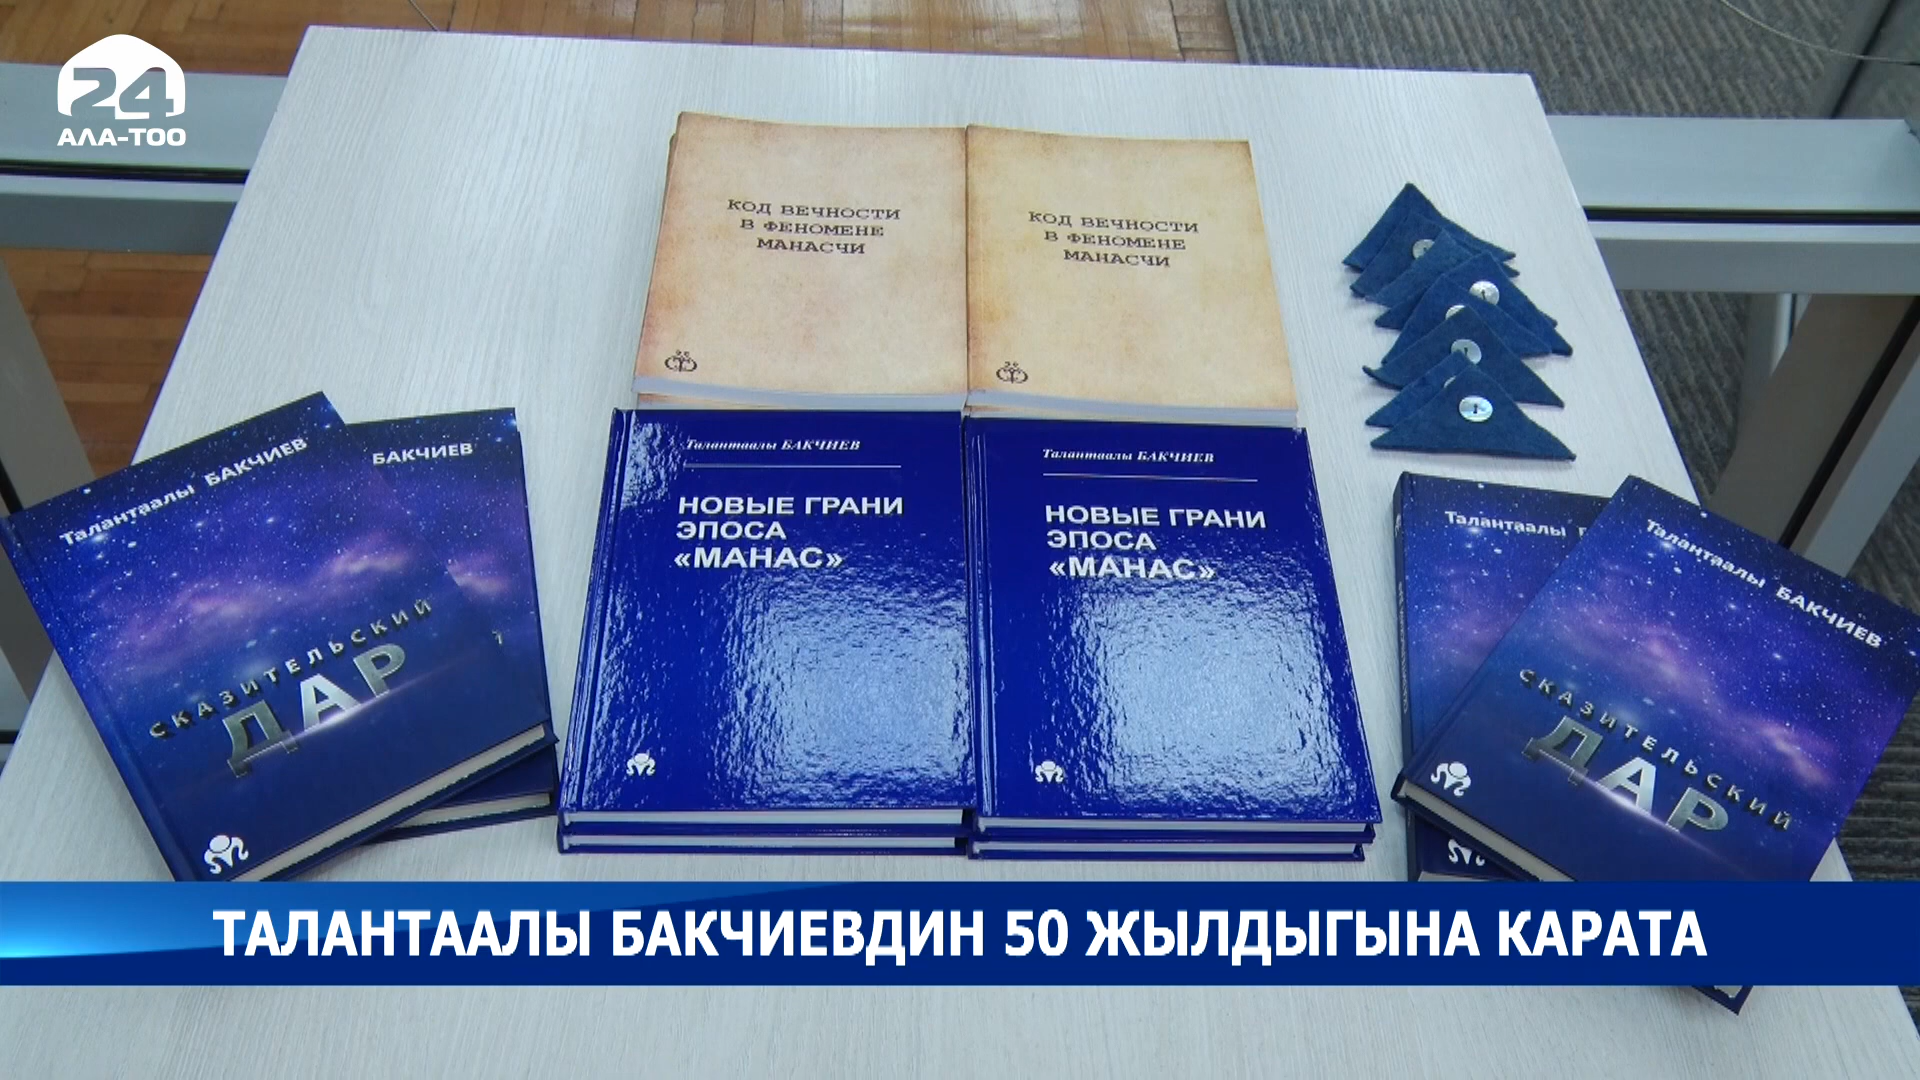 24
АЛА-ТОО
КОД ВЕЧНОСТИ
В ФЕНОМЕНЕ
МАНАСЧИ
КОД ВЕЧНОСТИ
В ФЕНОМЕНЕ
МАНАСЧИ
Талантаалы БАКЧИЕВ
СКАЗИТЕЛЬСКИЙ
ДАР
БАКЧИЕВ
Талантаалы БАКЧИЕВ
НОВЫЕ ГРАНИ
ЭПОСА
«МАНАС»
Талантаалы БАКЧИЕВ
НОВЫЕ ГРАНИ
ЭПОСА
«МАНАС»
Талантаалы
Талантаалы БАКЧИЕВ
СКАЗИТЕЛЬСКИЙ
ДАР
ТАЛАНТААЛЫ БАКЧИЕВДИН 50 ЖЫЛДЫГЫНА КАРАТА